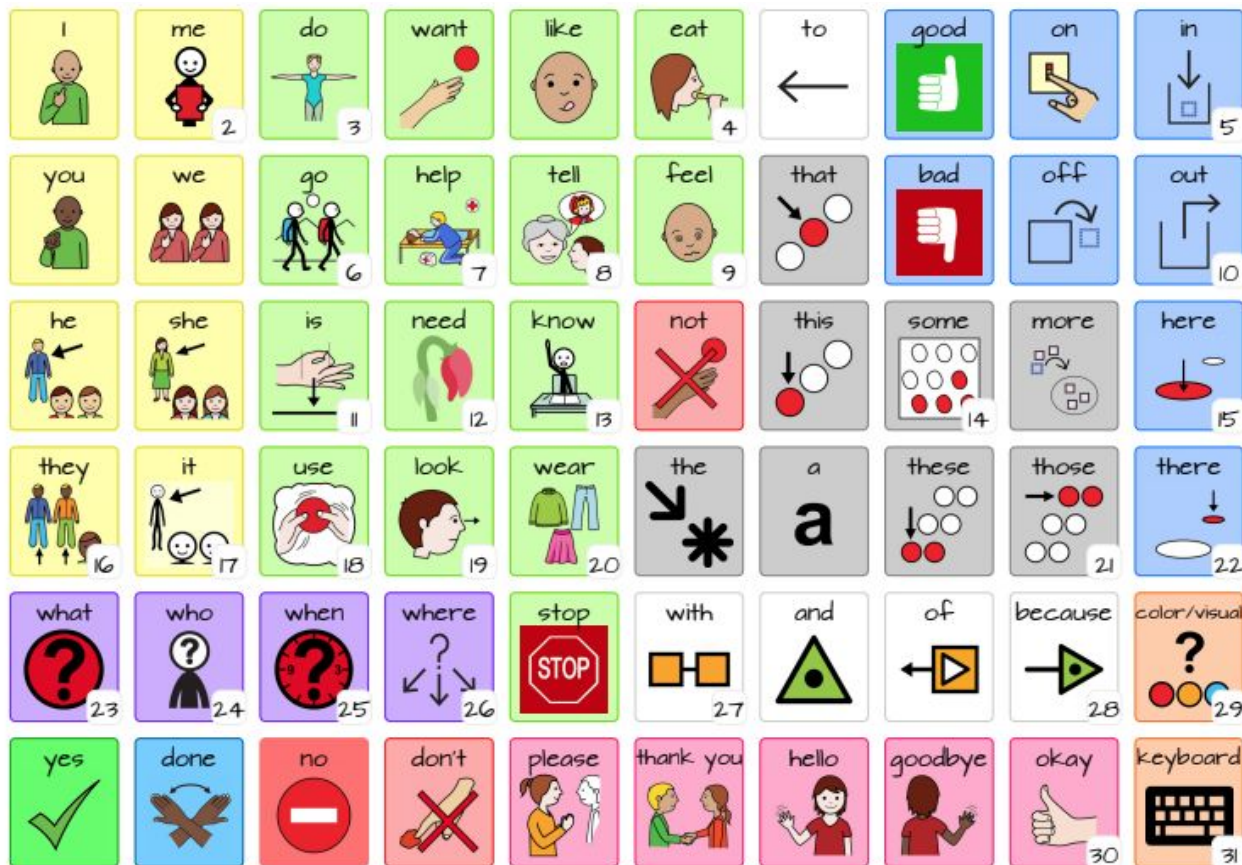 I me do want like eat to good on in
2 3 4 5
you we go help tell feel that bad off out
6 7 8 9 10
he she is need know not this some more here
11 12 13 14 15
they it use look wear the a these those there
a
16 17 18 19 20 21 22
what who when where stop with and of because color/visual
? ? 9 ? 3 ? STOP ?
23 24 25 26 27 28 29
yes done no don't please thank you hello goodbye okay keyboard
30 31